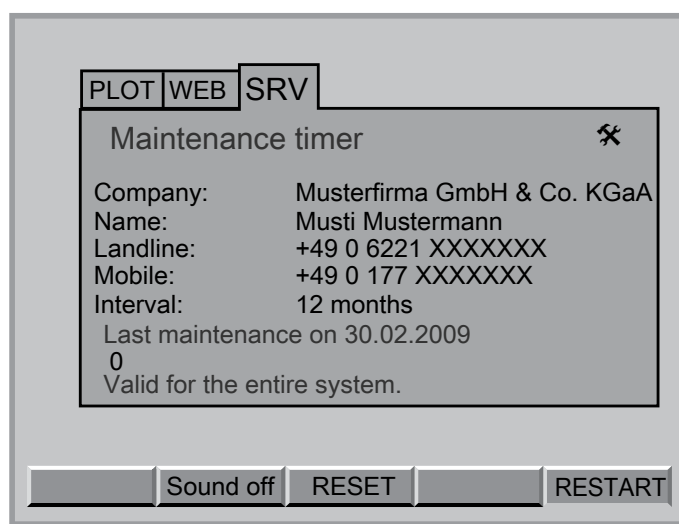 PLOT WEB SRV
Maintenance timer
Company: Musterfirma GmbH & Co. KGaA
Name: Musti Mustermann
Landline: +49 0 6221 XXXXXXX
Mobile: +49 0 177 XXXXXXX
Interval: 12 months
Last maintenance on 30.02.2009
0
Valid for the entire system.
Sound off RESET RESTART